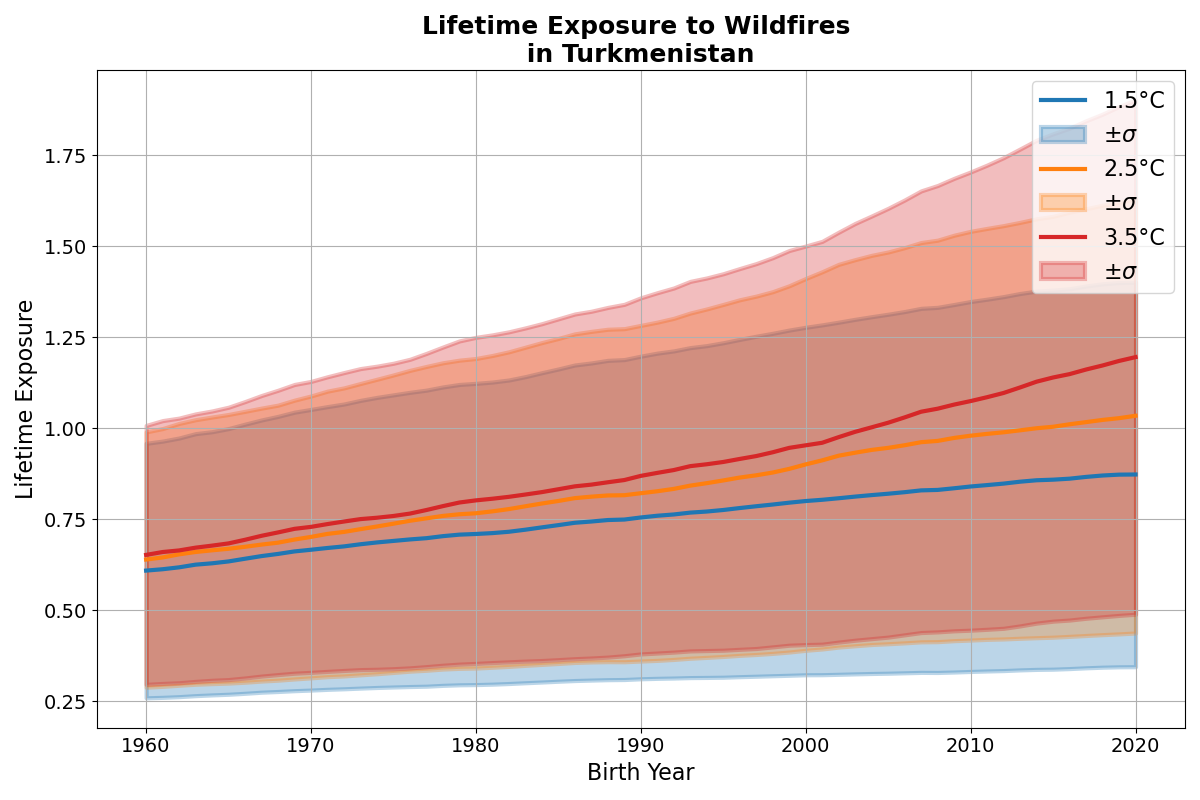 Lifetime Exposure to Wildfires
in Turkmenistan
1.5°C
±σ
2.5°C
±σ
3.5°C
±σ
Lifetime Exposure
1.75
1.50
1.25
1.00
0.75
0.50
0.25
1960 1970 1980 1990 2000 2010 2020
Birth Year